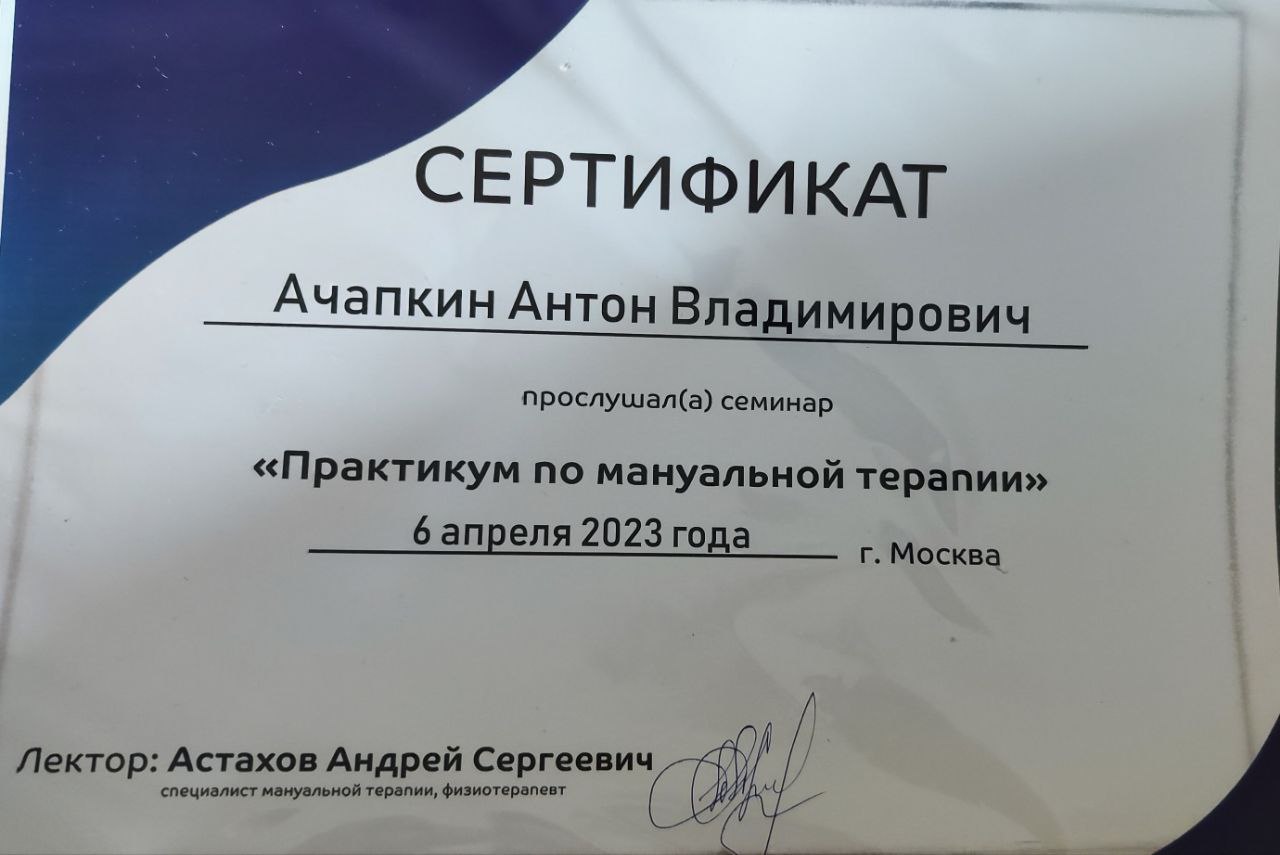 СЕРТИФИКАТ
Ачапкин Антон Владимирович
прослушал(а) семинар
«Практикум по мануальной терапии»
6 апреля 2023 года г. Москва
Лектор: Астахов Андрей Сергеевич
специалист мануальной терапии, физиотерапевт